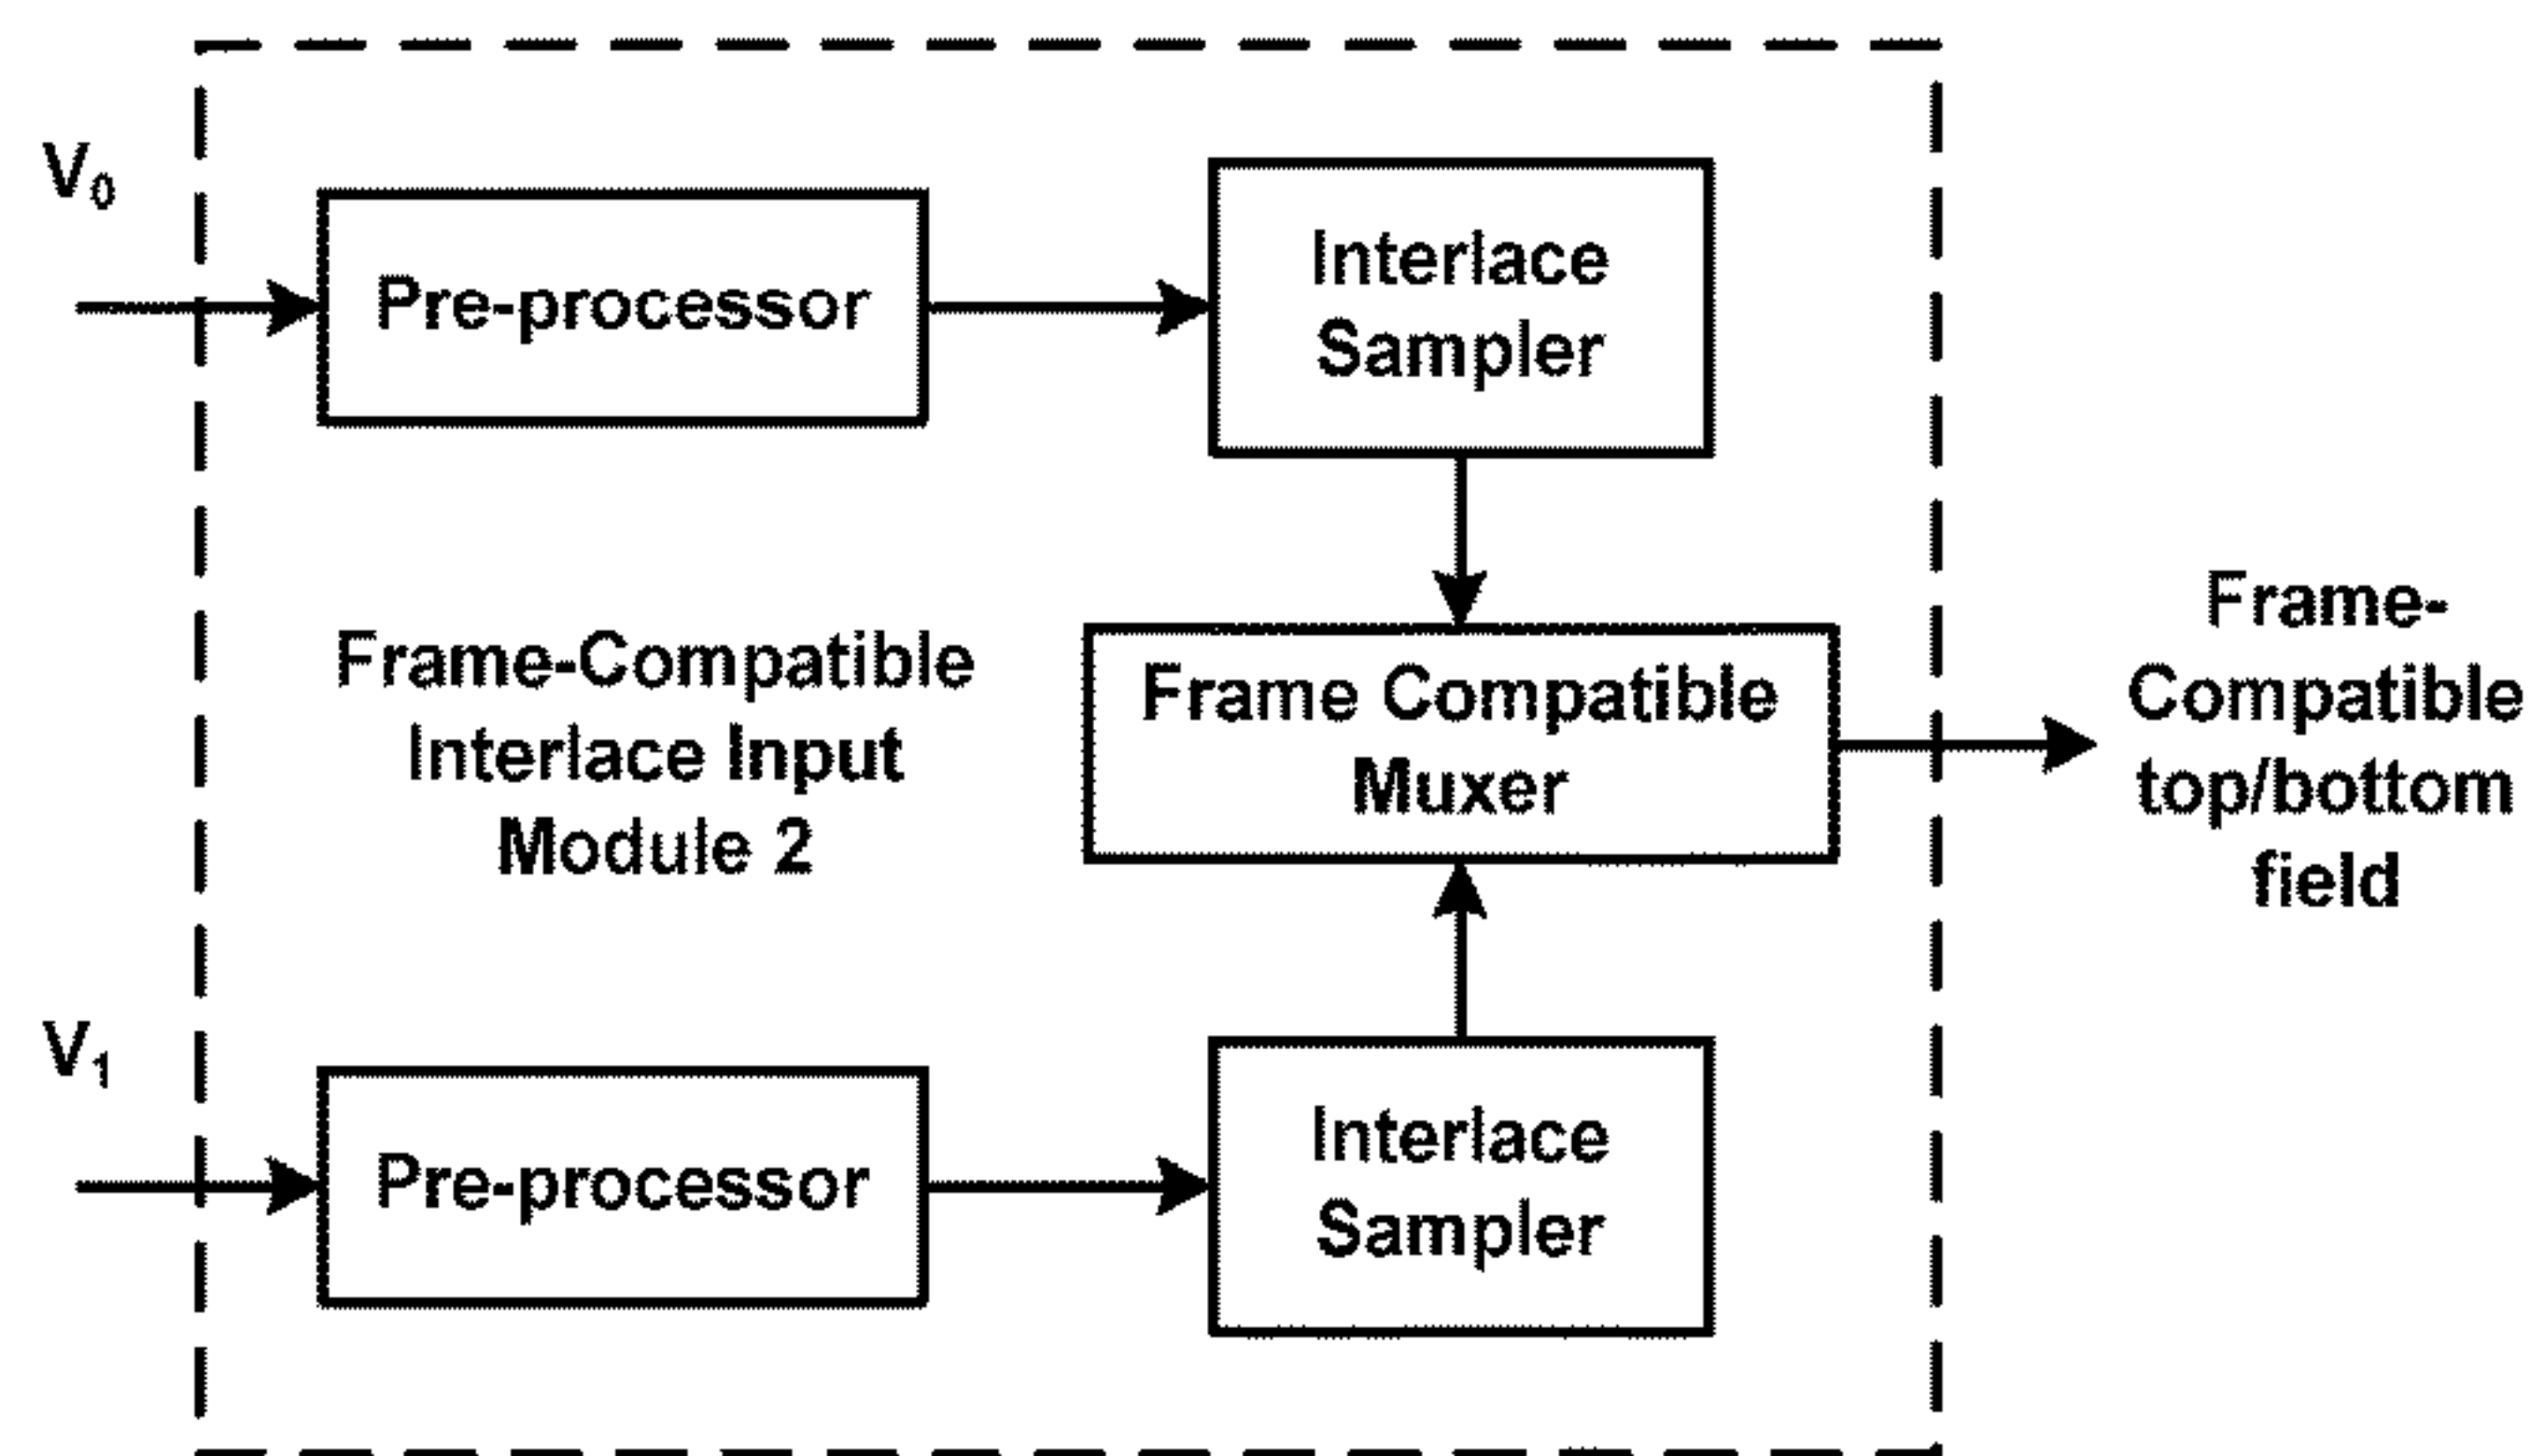 V0
Pre-processor
Interlace
Sampler
Frame-Compatible
Interlace Input
Module 2
Frame Compatible
Muxer
Frame-
Compatible
top/bottom
field
V1
Pre-processor
Interlace
Sampler